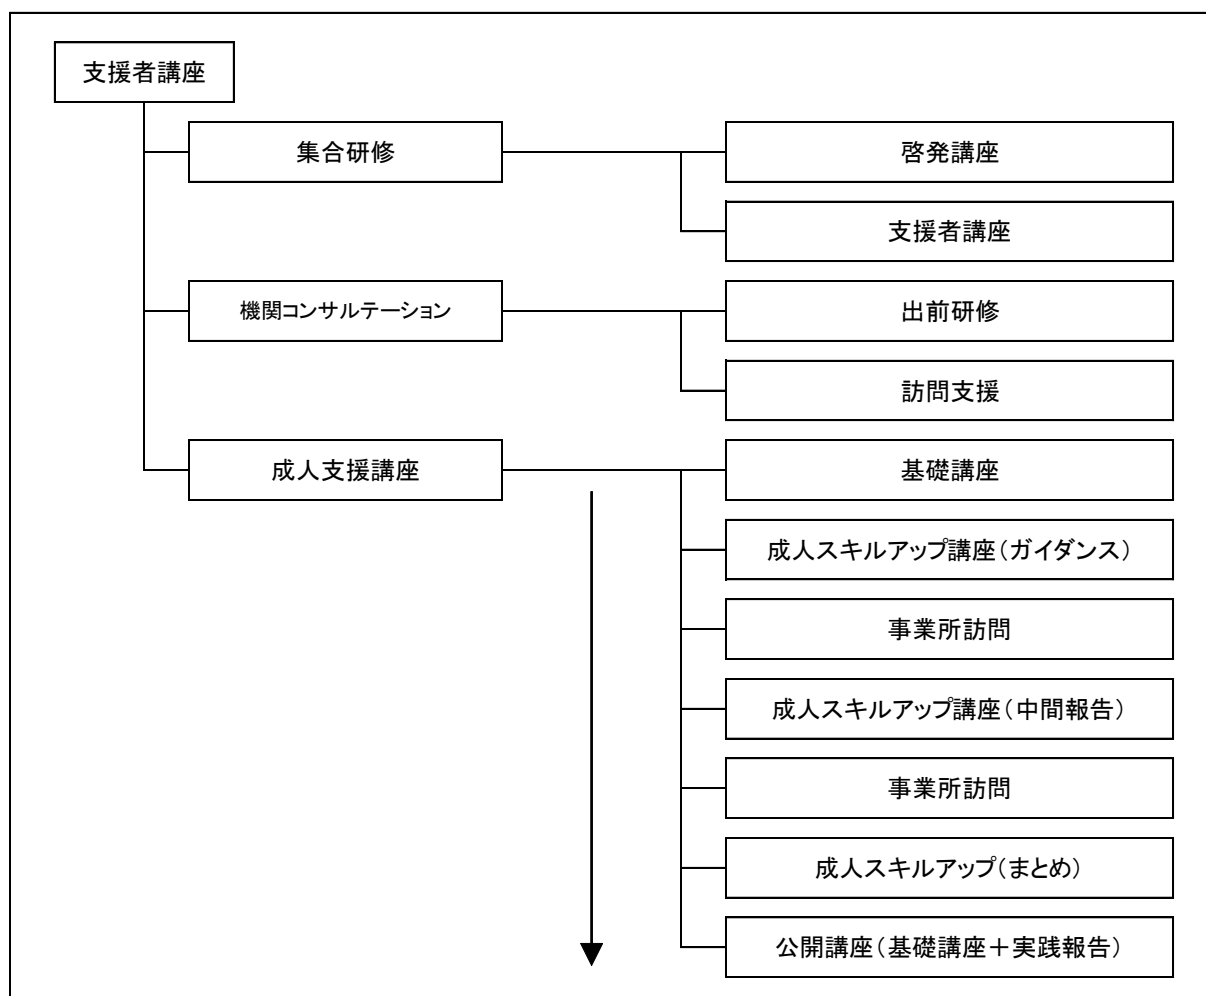 支援者講座
集合研修
啓発講座
支援者講座
機関コンサルテーション
出前研修
訪問支援
成人支援講座
基礎講座
成人スキルアップ講座（ガイダンス）
事業所訪問
成人スキルアップ講座（中間報告）
事業所訪問
成人スキルアップ（まとめ）
公開講座（基礎講座＋実践報告）